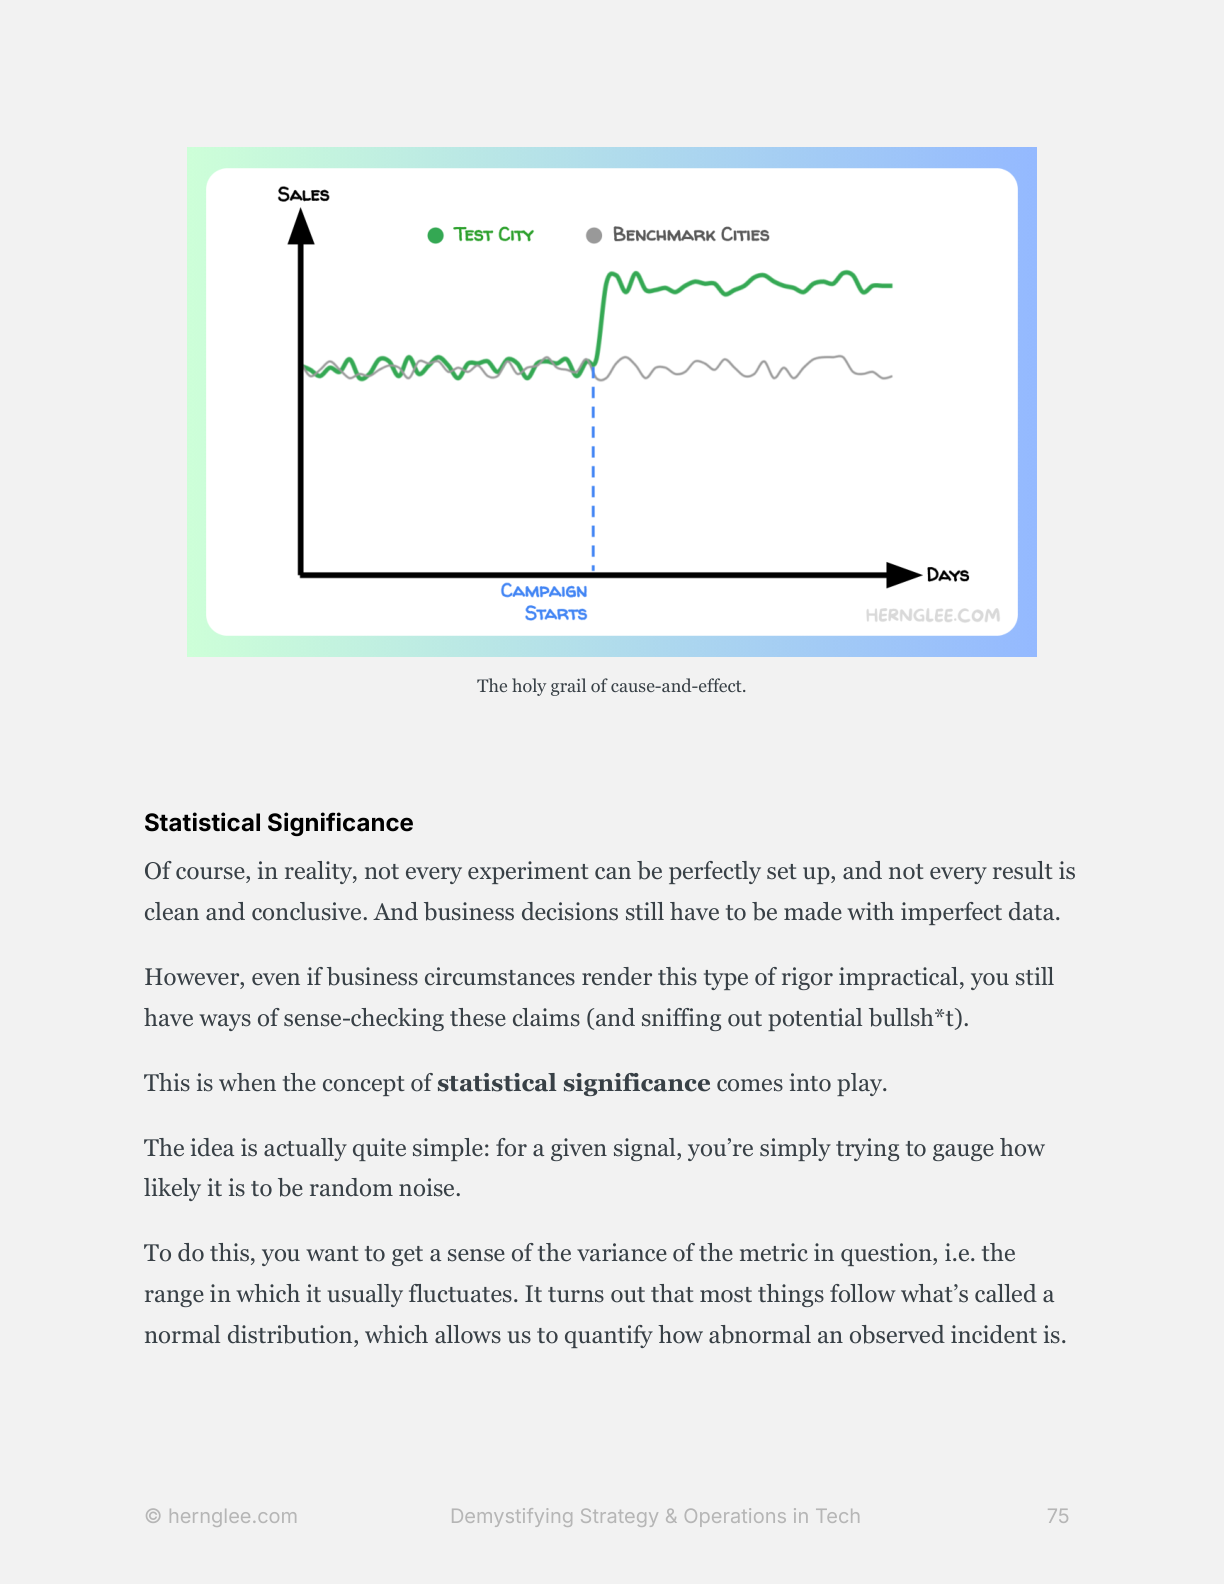 SALES
TEST CITY
BENCHMARK CITIES
DAYS
CAMPAIGN
STARTS
HERNGLEE.COM
The holy grail of cause-and-effect.
Statistical Significance
Of course, in reality, not every experiment can be perfectly set up, and not every result is
clean and conclusive. And business decisions still have to be made with imperfect data.
However, even if business circumstances render this type of rigor impractical, you still
have ways of sense-checking these claims (and sniffing out potential bullsh*t).
This is when the concept of statistical significance comes into play.
The idea is actually quite simple: for a given signal, you’re simply trying to gauge how
likely it is to be random noise.
To do this, you want to get a sense of the variance of the metric in question, i.e. the
range in which it usually fluctuates. It turns out that most things follow what’s called a
normal distribution, which allows us to quantify how abnormal an observed incident is.
© hernglee.com
Demystifying Strategy & Operations in Tech
75